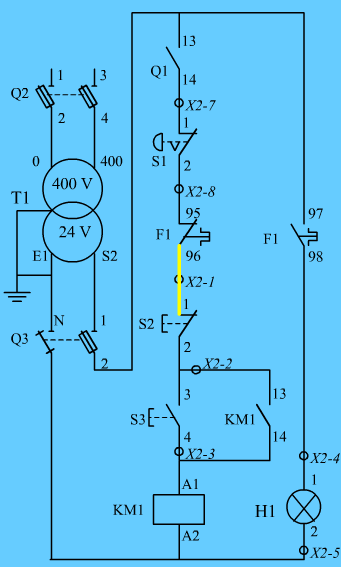 1 3
Q2
2 4
0 400
400 V
T1
24 V
E1 S2
N 1
Q3
2
13
Q1
14
X2-7
1
S1
2
X2-8
95
F1
96
X2-1
1
S2
2
X2-2
3
S3
4
X2-3
13
KM1
14
A1
KM1
A2
97
F1
98
X2-4
1
H1
2
X2-5